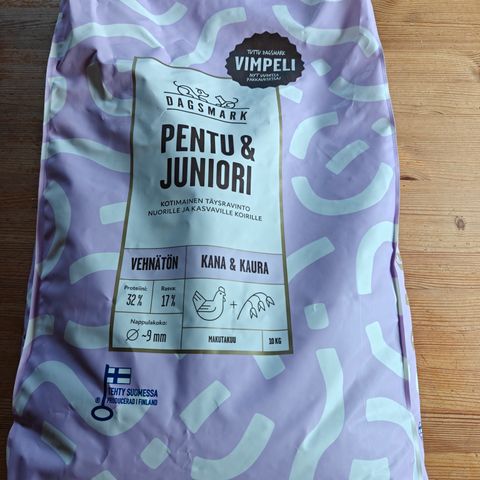 TUTTU DAGSMARK
VIMPELI
NYT UUDESSA
PAKKAUKSESSA!
DAGSMARK
PENTU &
JUNIORI
KOTIMAINEN TÄYSRAVINTO
NUORILLE JA KASVAVILLE KOIRILLE
VEHNÄTÖN
KANA & KAURA
Proteiini: Rasva:
32 % 17 %
Nappulakoko:
~9 mm
MAKUTAKUU
10 KG
TEHTY SUOMESSA
PRODUCERAD I FINLAND